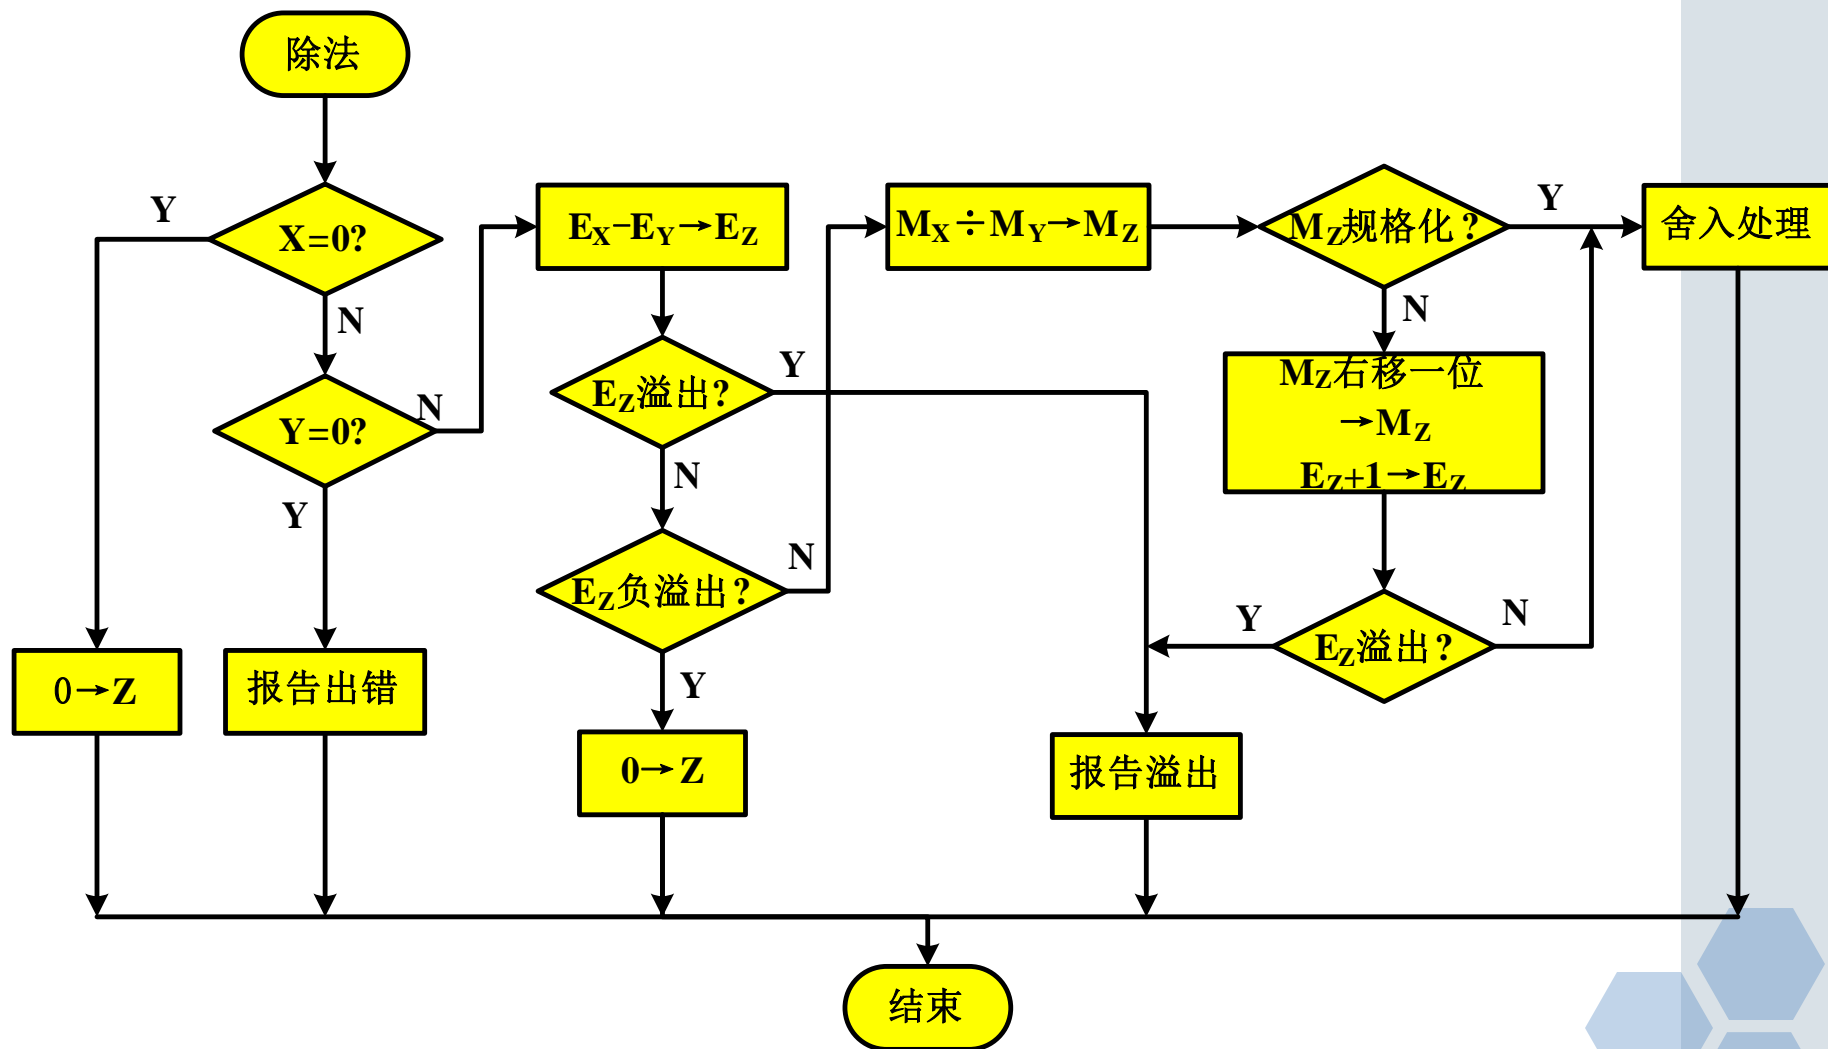 除法
Y
X=0?
N
Y=0?
N
Y
0→Z
报告出错
EX-EY→EZ
EZ溢出?
Y
N
EZ负溢出?
N
Y
0→Z
MX÷MY→MZ
MZ规格化?
Y
N
MZ右移一位
→MZ
EZ+1→EZ
EZ溢出?
Y
N
报告溢出
舍入处理
结束